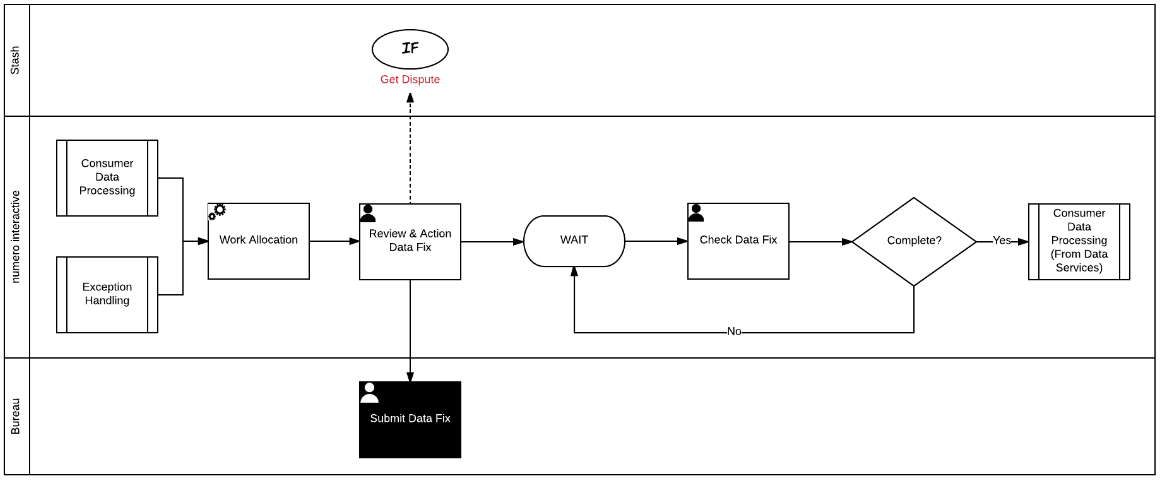 Stash
IF
Get Dispute
numero interactive
Consumer
Data
Processing
Exception
Handling
Work Allocation
Review & Action
Data Fix
WAIT
Check Data Fix
Complete?
Yes
No
Consumer
Data
Processing
(From Data
Services)
Bureau
Submit Data Fix